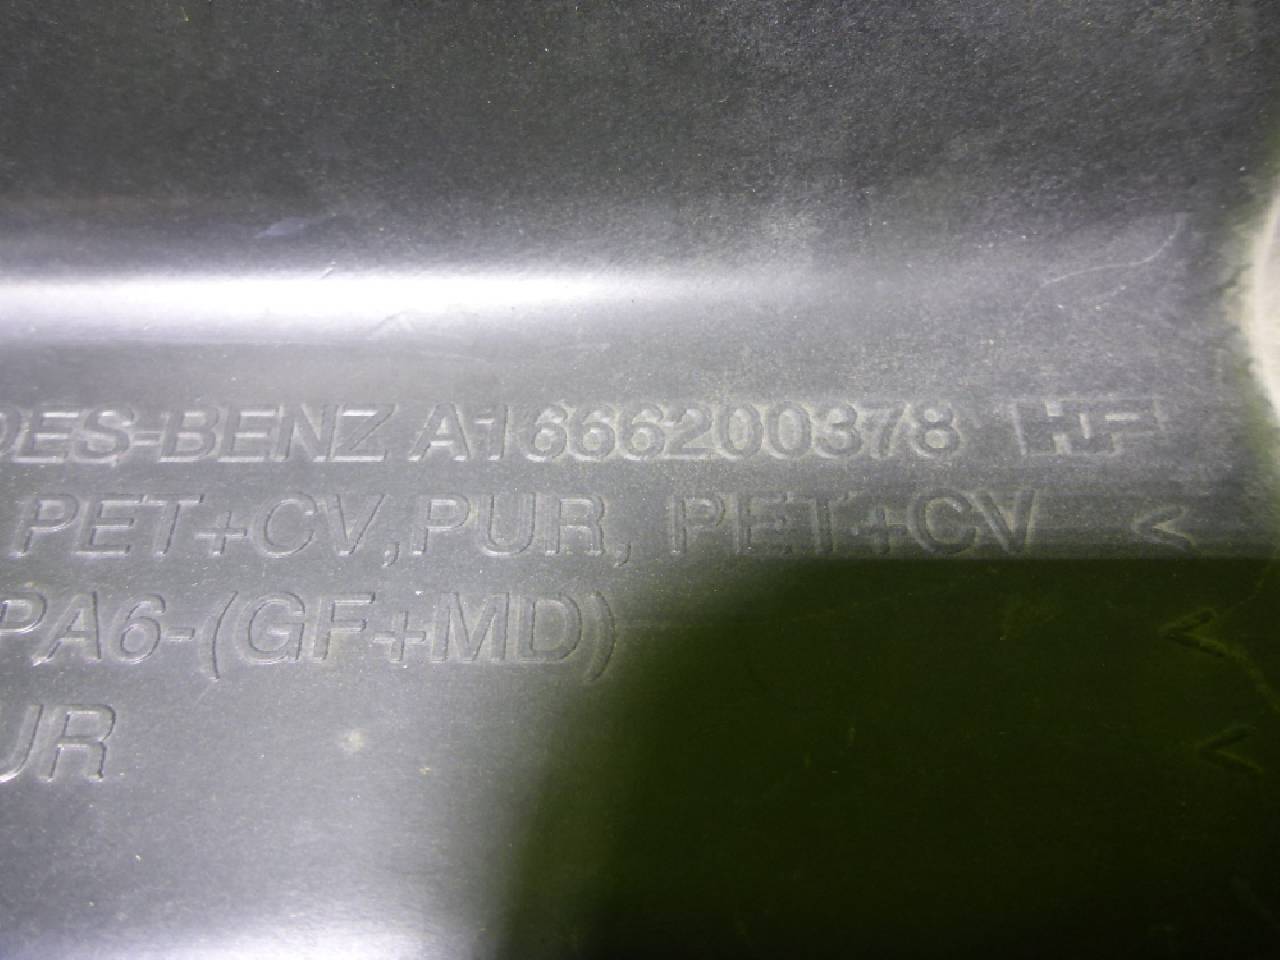 DES-BENZ A1666200378 HF
PET+CV,PUR, PET+CV <
PA6-(GF+MD) <
UR <